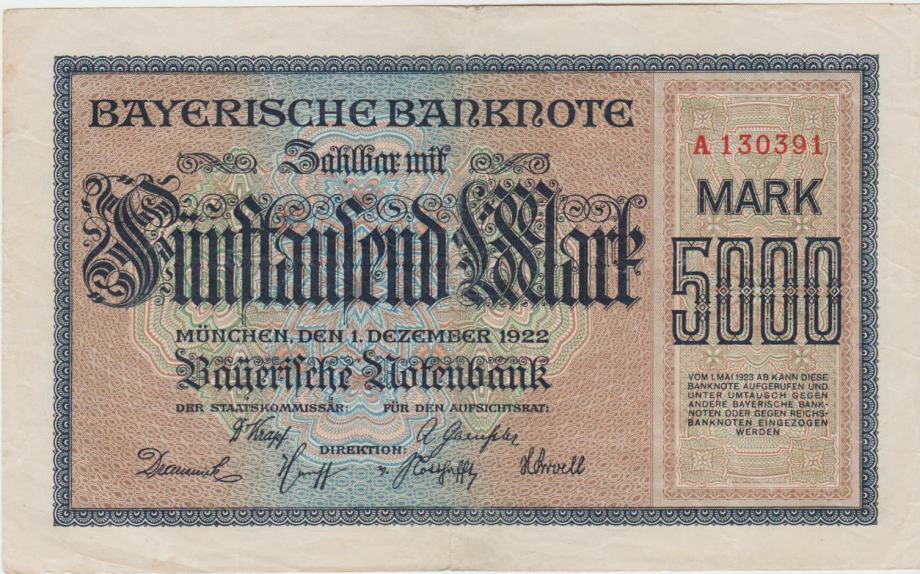 BAYERISCHE BANKNOTE
Zahlbar mit
Fünftausend Mark
MÜNCHEN, DEN 1. DEZEMBER 1922
Bayerische Notenbank
DER STAATSKOMMISSÄR: FÜR DEN AUFSICHTSRAT:
DIREKTION:
A 130391
MARK
5000
VOM 1. MAI 1923 AB KANN DIESE
BANKNOTE AUFGERUFEN UND
UNTER UMTAUSCH GEGEN
ANDERE BAYERISCHE BANK-
NOTEN ODER GEGEN REICHS-
BANKNOTEN EINGEZOGEN
WERDEN